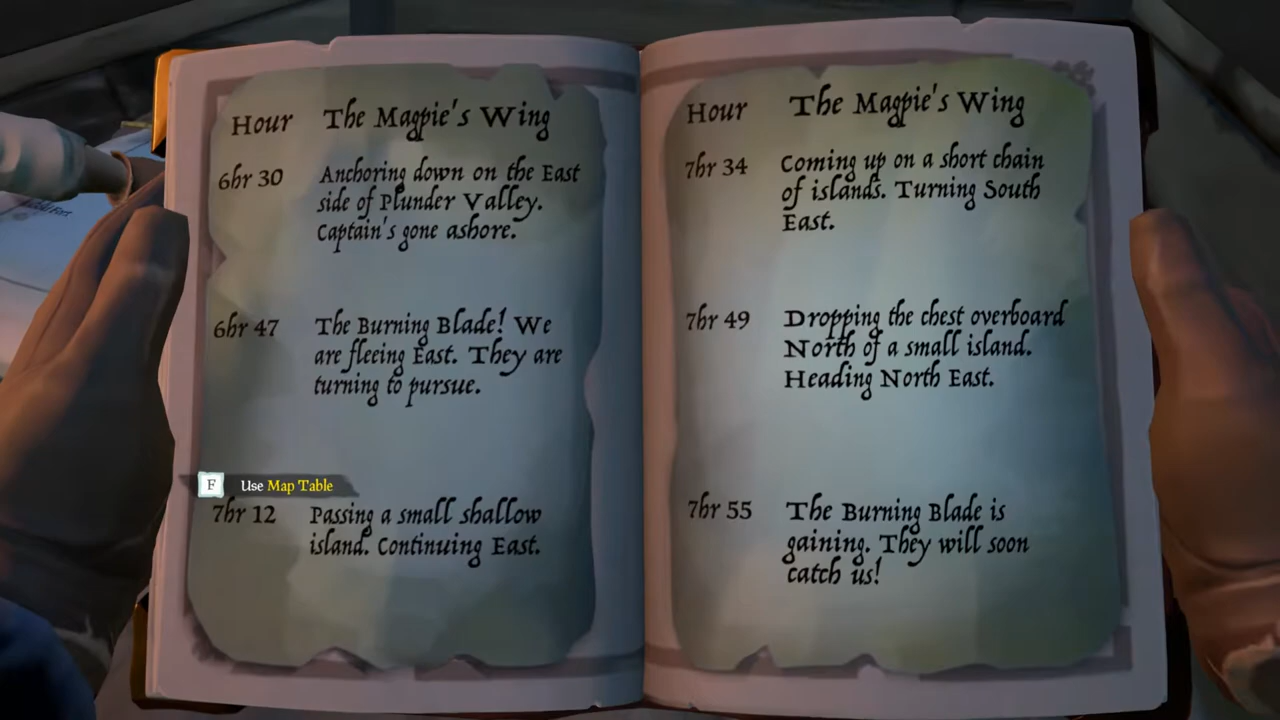 Hour The Magpie's Wing
6hr 30 Anchoring down on the East
side of Plunder Valley.
Captain's gone ashore.
6hr 47 The Burning Blade! We
are fleeing East. They are
turning to pursue.
F Use Map Table
7hr 12 Passing a small shallow
island. Continuing East.
Hour The Magpie's Wing
7hr 34 Coming up on a short chain
of islands. Turning South
East.
7hr 49 Dropping the chest overboard
North of a small island.
Heading North East.
7hr 55 The Burning Blade is
gaining. They will soon
catch us!